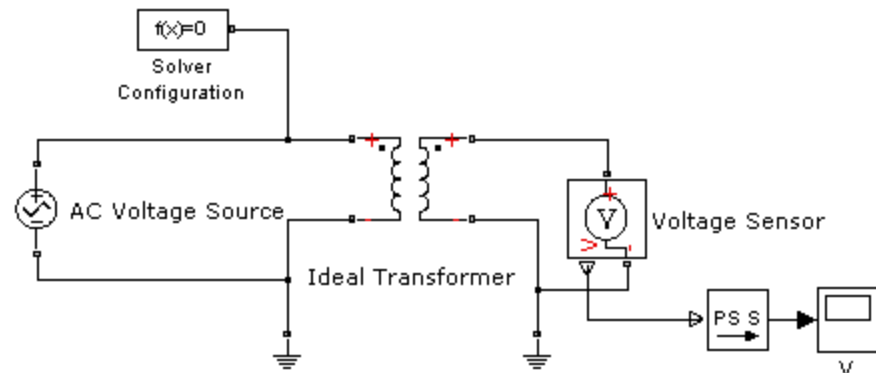 f(x)=0
Solver
Configuration
AC Voltage Source
Ideal Transformer
V
Voltage Sensor
V
PS S
V